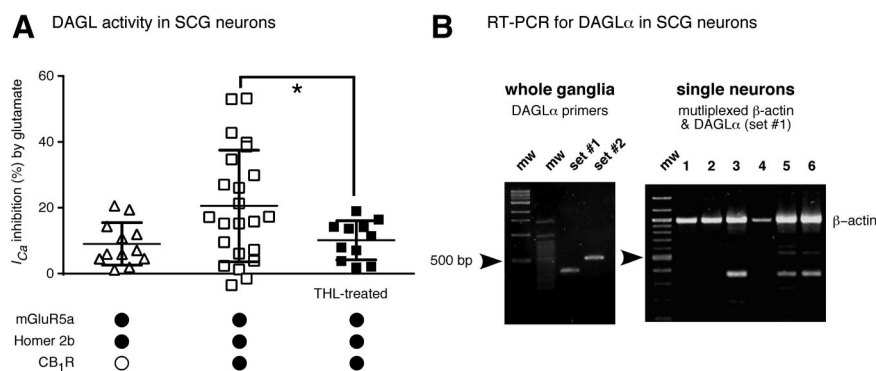 A DAGL activity in SCG neurons
60
40
20
0
I Ca inhibition (%) by glutamate
*
THL-treated
mGluR5a
Homer 2b
CB1R
B RT-PCR for DAGLα in SCG neurons
whole ganglia
DAGLα primers
mw mw set #1 set #2
500 bp
single neurons
mutliplexed β-actin
& DAGLα (set #1)
mw 1 2 3 4 5 6
β-actin